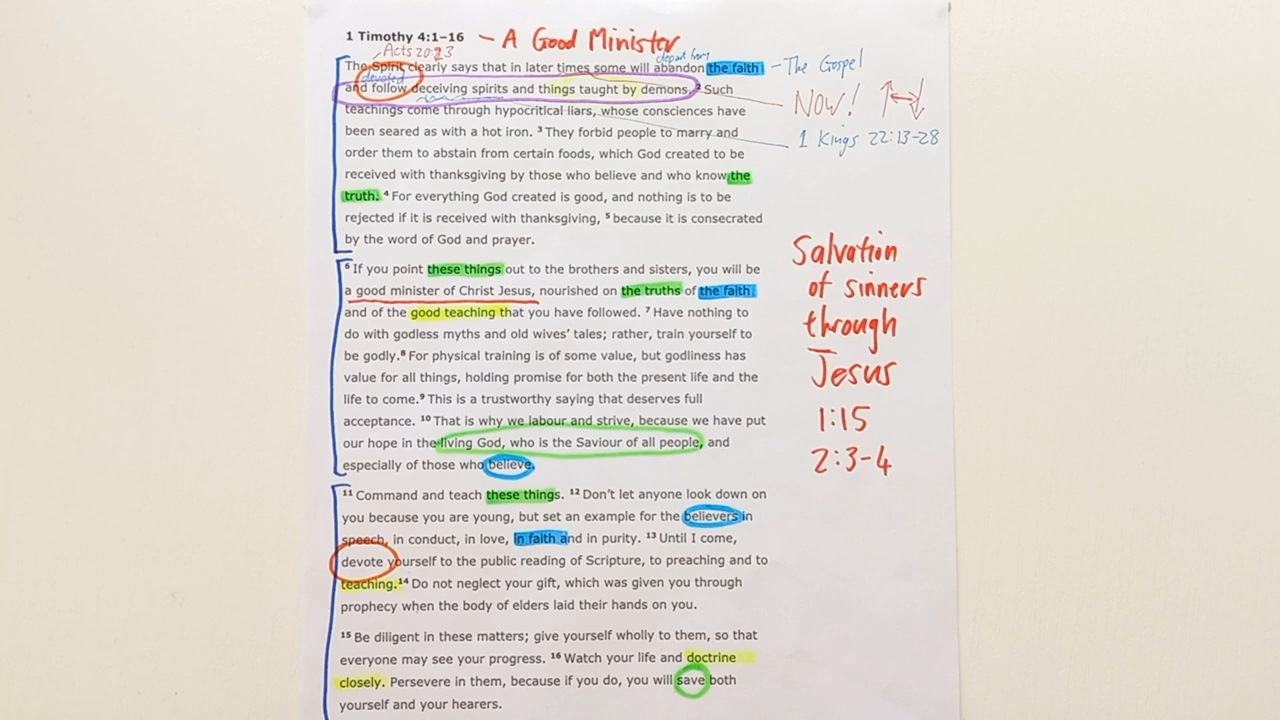 1 Timothy 4:1–16 – A Good Minister
Acts 20:23
depart from
The Spirit clearly says that in later times some will abandon the faith – The Gospel
devoted
and follow deceiving spirits and things taught by demons. ² Such
NOW!
teachings come through hypocritical liars, whose consciences have
been seared as with a hot iron. ³ They forbid people to marry and
1 Kings 22:13-28
order them to abstain from certain foods, which God created to be
received with thanksgiving by those who believe and who know the
truth. ⁴ For everything God created is good, and nothing is to be
rejected if it is received with thanksgiving, ⁵ because it is consecrated
by the word of God and prayer.
⁶ If you point these things out to the brothers and sisters, you will be
a good minister of Christ Jesus, nourished on the truths of the faith
and of the good teaching that you have followed. ⁷ Have nothing to
do with godless myths and old wives’ tales; rather, train yourself to
be godly.⁸ For physical training is of some value, but godliness has
value for all things, holding promise for both the present life and the
life to come.⁹ This is a trustworthy saying that deserves full
acceptance. ¹⁰ That is why we labour and strive, because we have put
our hope in the living God, who is the Saviour of all people, and
especially of those who believe.
Salvation
of sinners
through
Jesus
1:15
2:3-4
¹¹ Command and teach these things. ¹² Don’t let anyone look down on
you because you are young, but set an example for the believers in
speech, in conduct, in love, in faith and in purity. ¹³ Until I come,
devote yourself to the public reading of Scripture, to preaching and to
teaching.¹⁴ Do not neglect your gift, which was given you through
prophecy when the body of elders laid their hands on you.
¹⁵ Be diligent in these matters; give yourself wholly to them, so that
everyone may see your progress. ¹⁶ Watch your life and doctrine
closely. Persevere in them, because if you do, you will save both
yourself and your hearers.